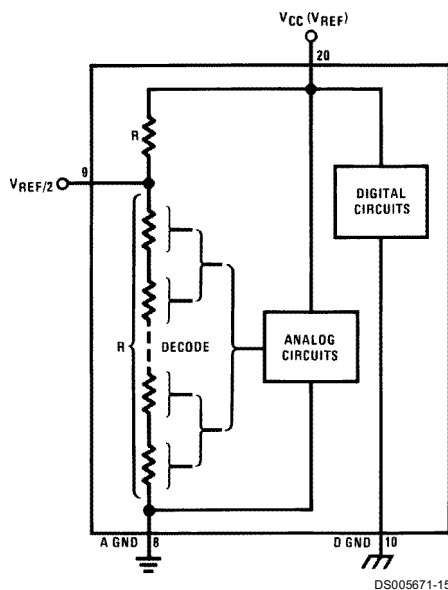 VCC (VREF)
20
R
9
VREF/2
DIGITAL
CIRCUITS
R
DECODE
ANALOG
CIRCUITS
A GND
8
D GND
10
DS005671-15